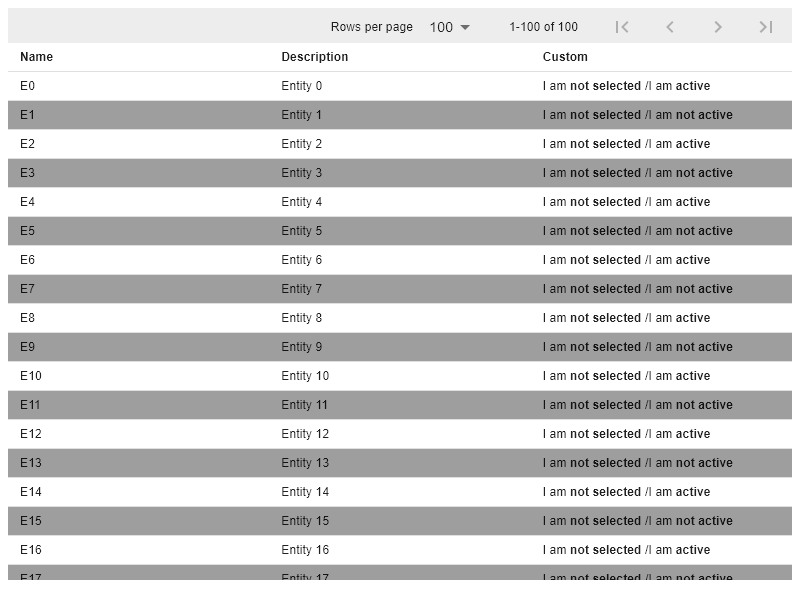 Rows per page 100 1-100 of 100
Name Description Custom
E0 Entity 0 I am not selected /I am active
E1 Entity 1 I am not selected /I am not active
E2 Entity 2 I am not selected /I am active
E3 Entity 3 I am not selected /I am not active
E4 Entity 4 I am not selected /I am active
E5 Entity 5 I am not selected /I am not active
E6 Entity 6 I am not selected /I am active
E7 Entity 7 I am not selected /I am not active
E8 Entity 8 I am not selected /I am active
E9 Entity 9 I am not selected /I am not active
E10 Entity 10 I am not selected /I am active
E11 Entity 11 I am not selected /I am not active
E12 Entity 12 I am not selected /I am active
E13 Entity 13 I am not selected /I am not active
E14 Entity 14 I am not selected /I am active
E15 Entity 15 I am not selected /I am not active
E16 Entity 16 I am not selected /I am active
E17 Entity 17 I am not selected /I am not active